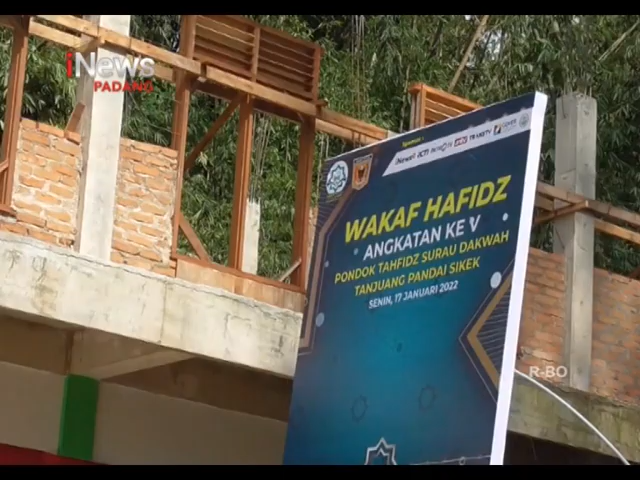 iNews
PADANG
WAKAF HAFIDZ
ANGKATAN KE V
PONDOK TAHFIDZ SURAU DAKWAH
TANJUANG PANDAI SIKEK
SENIN, 17 JANUARI 2022
R-BO